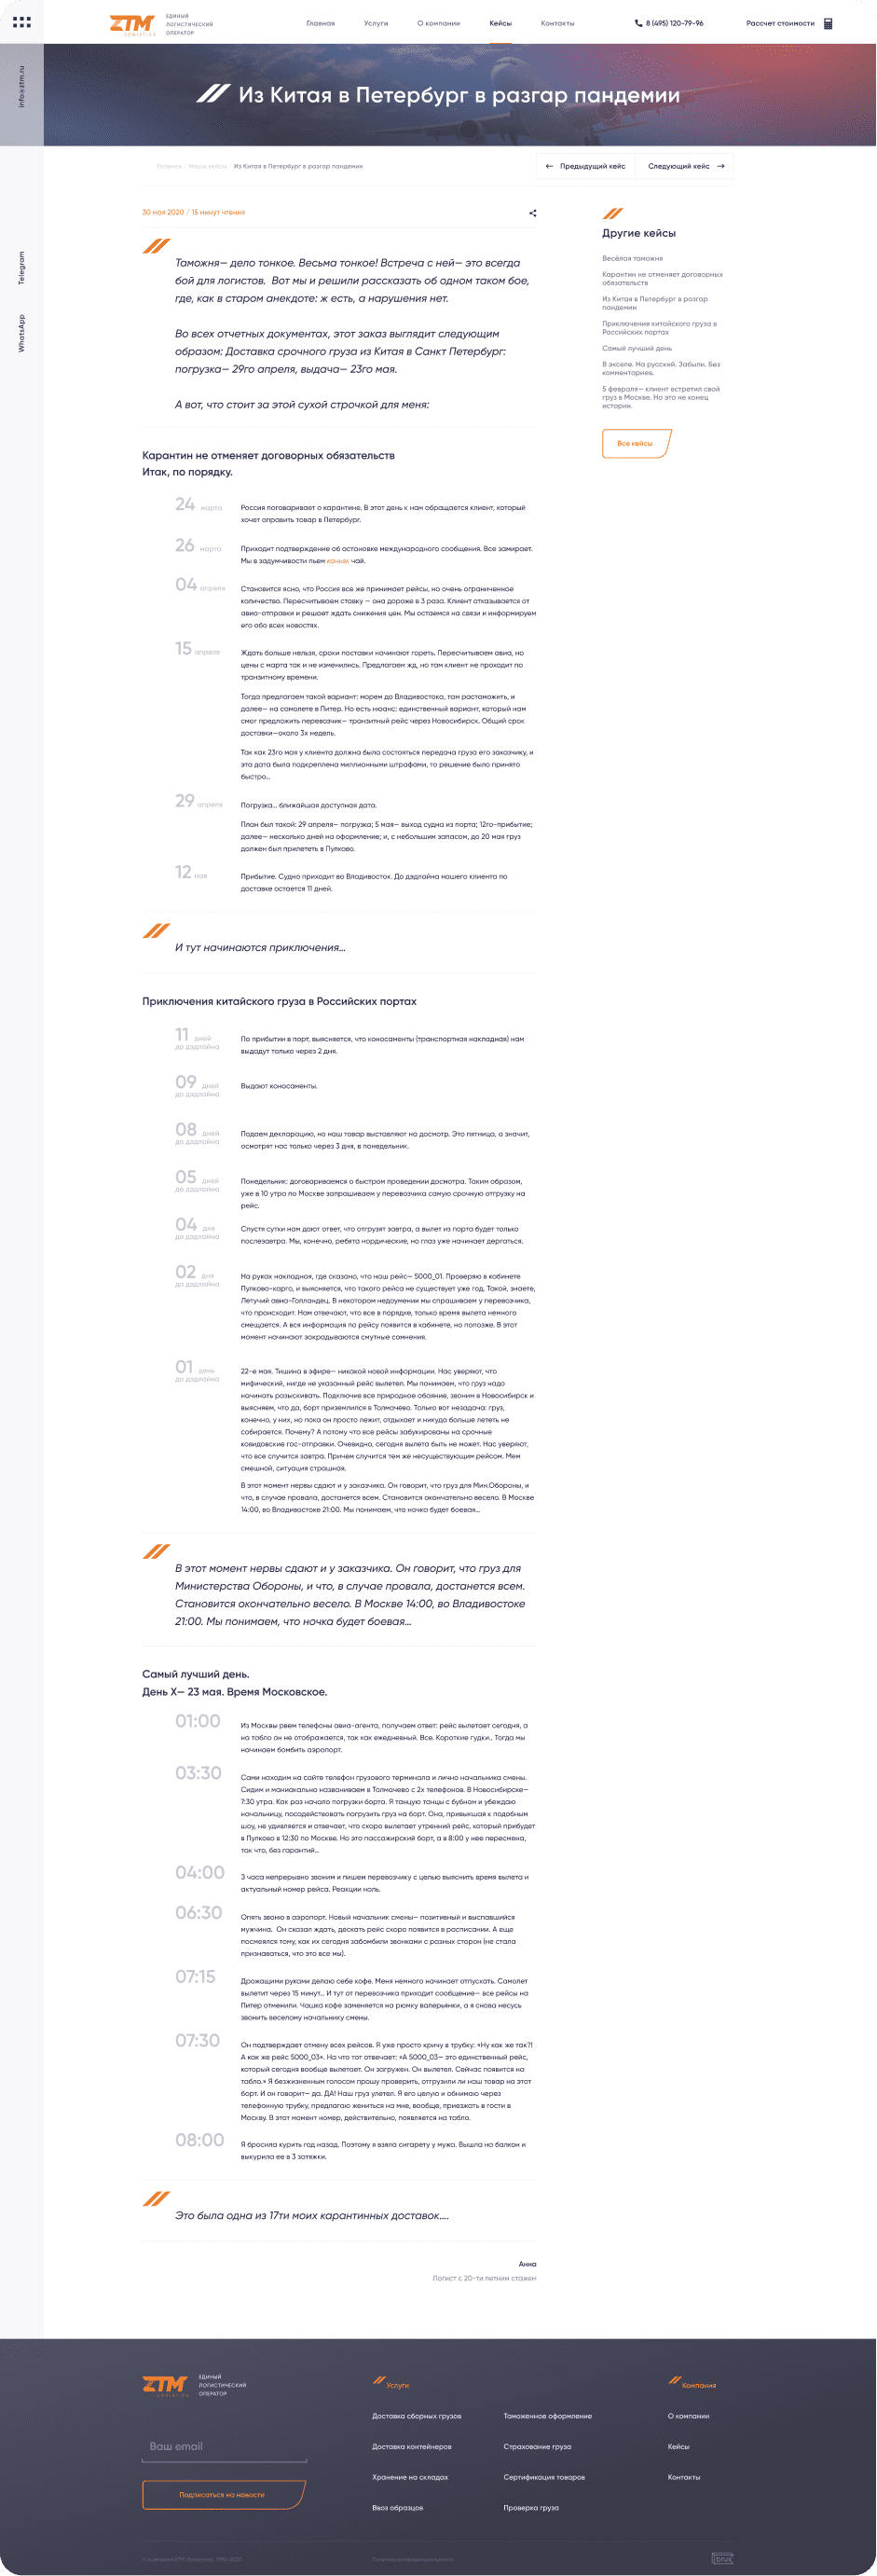 ZTM
LOGISTICS
ЕДИНЫЙ
ЛОГИСТИЧЕСКИЙ
ОПЕРАТОР
Главная
Услуги
О компании
Кейсы
Контакты
8 (495) 120-79-96
Рассчет стоимости
info@ztm.ru
Telegram
WhatsApp
Из Китая в Петербург в разгар пандемии
Главная / Наши кейсы / Из Китая в Петербург в разгар пандемии
← Предыдущий кейс
Следующий кейс →
30 мая 2020 / 15 минут чтения
Таможня— дело тонкое. Весьма тонкое! Встреча с ней— это всегда
бой для логистов. Вот мы и решили рассказать об одном таком бое,
где, как в старом анекдоте: ж есть, а нарушения нет.
Во всех отчетных документах, этот заказ выглядит следующим
образом: Доставка срочного груза из Китая в Санкт Петербург:
погрузка— 29го апреля, выдача— 23го мая.
А вот, что стоит за этой сухой строчкой для меня:
Другие кейсы
Весёлая таможня
Карантин не отменяет договорных
обязательств
Из Китая в Петербург в разгар
пандемии
Приключения китайского груза в
Российских портах
Самый лучший день
В экселе. На русский. Забыли. Без
комментариев.
5 февраля— клиент встретил свой
груз в Москве. Но это не конец
истории.
Все кейсы
Карантин не отменяет договорных обязательств
Итак, по порядку.
24 марта
Россия поговаривает о карантине. В этот день к нам обращается клиент, который
хочет оправить товар в Петербург.
26 марта
Приходит подтверждение об остановке международного сообщения. Все замирает.
Мы в задумчивости пьем коньяк чай.
04 апреля
Становится ясно, что Россия все же принимает рейсы, но очень ограниченное
количество. Пересчитываем ставку — она дороже в 3 раза. Клиент отказывается от
авиа-отправки и решает ждать снижения цен. Мы остаемся на связи и информируем
его обо всех новостях.
15 апреля
Ждать больше нельзя, сроки поставки начинают гореть. Пересчитываем авиа, но
цены с марта так и не изменились. Предлагаем жд, но там клиент не проходит по
транзитному времени.
Тогда предлагаем такой вариант: морем до Владивостока, там растаможить, и
далее— на самолете в Питер. Но есть нюанс: единственный вариант, который нам
смог предложить перевозчик— транзитный рейс через Новосибирск. Общий срок
доставки—около 3х недель.
Так как 23го мая у клиента должна была состояться передача груза его заказчику, и
эта дата была подкреплена миллионными штрафами, то решение было принято
быстро...
29 апреля
Погрузка... ближайшая доступная дата.
План был такой: 29 апреля— погрузка; 5 мая— выход судна из порта; 12го-прибытие;
далее— несколько дней на оформление; и, с небольшим запасом, до 20 мая груз
должен был прилететь в Пулково.
12 мая
Прибытие. Судно приходит во Владивосток. До дэдлайна нашего клиента по
доставке остается 11 дней.
И тут начинаются приключения...
Приключения китайского груза в Российских портах
11 дней
до дэдлайна
По прибытии в порт, выясняется, что коносаменты (транспортная накладная) нам
выдадут только через 2 дня.
09 дней
до дэдлайна
Выдают коносаменты.
08 дней
до дэдлайна
Подаем декларацию, но наш товар выставляют на досмотр. Это пятница, а значит,
осмотрят нас только через 3 дня, в понедельник.
05 дней
до дэдлайна
Понедельник: договариваемся о быстром проведении досмотра. Таким образом,
уже в 10 утра по Москве запрашиваем у перевозчика самую срочную отгрузку на
рейс.
04 дня
до дэдлайна
Спустя сутки нам дают ответ, что отгрузят завтра, а вылет из порта будет только
послезавтра. Мы, конечно, ребята нордические, но глаз уже начинает дергаться.
02 дня
до дэдлайна
На руках накладная, где сказано, что наш рейс— 5000_01. Проверяю в кабинете
Пулково-карго, и выясняется, что такого рейса не существует уже год. Такой, знаете,
Летучий авиа-Голландец. В некотором недоумении мы спрашиваем у перевозчика,
что происходит. Нам отвечают, что все в порядке, только время вылета немного
смещается. А вся информация по рейсу появится в кабинете, но попозже. В этот
момент начинают закрадываются смутные сомнения.
01 день
до дэдлайна
22-е мая. Тишина в эфире— никакой новой информации. Нас уверяют, что
мифический, нигде не указанный рейс вылетел. Мы понимаем, что груз надо
начинать разыскивать. Подключив все природное обояние, звоним в Новосибирск и
выясняем, что да, борт приземлился в Толмачево. Только вот незадача: груз,
конечно, у них, но пока он просто лежит, отдыхает и никуда больше лететь не
собирается. Почему? А потому что все рейсы забукированы на срочные
ковидовские гос-отправки. Очевидно, сегодня вылета быть не может. Нас уверяют,
что все случится завтра. Причем случится тем же несуществующим рейсом. Мем
смешной, ситуация страшная.
В этот момент нервы сдают и у заказчика. Он говорит, что груз для Мин.Обороны, и
что, в случае провала, достанется всем. Становится окончательно весело. В Москве
14:00, во Владивостоке 21:00. Мы понимаем, что ночка будет боевая...
В этот момент нервы сдают и у заказчика. Он говорит, что груз для
Министерства Обороны, и что, в случае провала, достанется всем.
Становится окончательно весело. В Москве 14:00, во Владивостоке
21:00. Мы понимаем, что ночка будет боевая...
Самый лучший день.
День X— 23 мая. Время Московское.
01:00
Из Москвы рвем телефоны авиа-агента, получаем ответ: рейс вылетает сегодня, а
на табло он не отображается, так как ежедневный. Все. Короткие гудки.. Тогда мы
начинаем бомбить аэропорт.
03:30
Сами находим на сайте телефон грузового терминала и лично начальника смены.
Сидим и маниакально названиваем в Толмачево с 2х телефонов. В Новосибирске—
7:30 утра. Как раз начало погрузки борта. Я танцую танцы с бубном и убеждаю
начальницу, посодействовать погрузить груз на борт. Она, привыкшая к подобным
шоу, не удивляется и отвечает, что скоро вылетает утренний рейс, который прибудет
в Пулково в 12:30 по Москве. Но это пассажирский борт, а в 8:00 у нее пересмена,
так что, без гарантий...
04:00
3 часа непрерывно звоним и пишем перевозчику с целью выяснить время вылета и
актуальный номер рейса. Реакции ноль.
06:30
Опять звоню в аэропорт. Новый начальник смены— позитивный и выспавшийся
мужчина. Он сказал ждать, дескать рейс скоро появится в расписании. А еще
посмеялся тому, как их сегодня забомбили звонками с разных сторон (не стала
признаваться, что это все мы).
07:15
Дрожащими руками делаю себе кофе. Меня немного начинает отпускать. Самолет
вылетит через 15 минут... И тут от перевозчика приходит сообщение— все рейсы на
Питер отменили. Чашка кофе заменяется на рюмку валерьянки, а я снова несусь
звонить веселому начальнику смены.
07:30
Он подтверждает отмену всех рейсов. Я уже просто кричу в трубку: «Ну как же так?!
А как же рейс 5000_03». На что тот отвечает: «А 5000_03— это единственный рейс,
который сегодня вообще вылетает. Он загружен. Он вылетел. Сейчас появится на
табло.» Я безжизненным голосом прошу проверить, отгрузили ли наш товар на этот
борт. И он говорит— да. ДА! Наш груз улетел. Я его целую и обнимаю через
телефонную трубку, предлагаю жениться на мне, вообще, приезжать в гости в
Москву. В этот момент номер, действительно, появляется на табло.
08:00
Я бросила курить год назад. Поэтому я взяла сигарету у мужа. Вышла на балкон и
выкурила ее в 3 затяжки.
Это была одна из 17ти моих карантинных доставок....
Анна
Логист с 20-ти летним стажем
ZTM
LOGISTICS
ЕДИНЫЙ
ЛОГИСТИЧЕСКИЙ
ОПЕРАТОР
Ваш email
Подписаться на новости
Услуги
Доставка сборных грузов
Доставка контейнеров
Хранение на складах
Ввоз образцов
Таможенное оформление
Страхование груза
Сертификация товаров
Проверка груза
Компания
О компании
Кейсы
Контакты
Политика конфиденциальности
brux